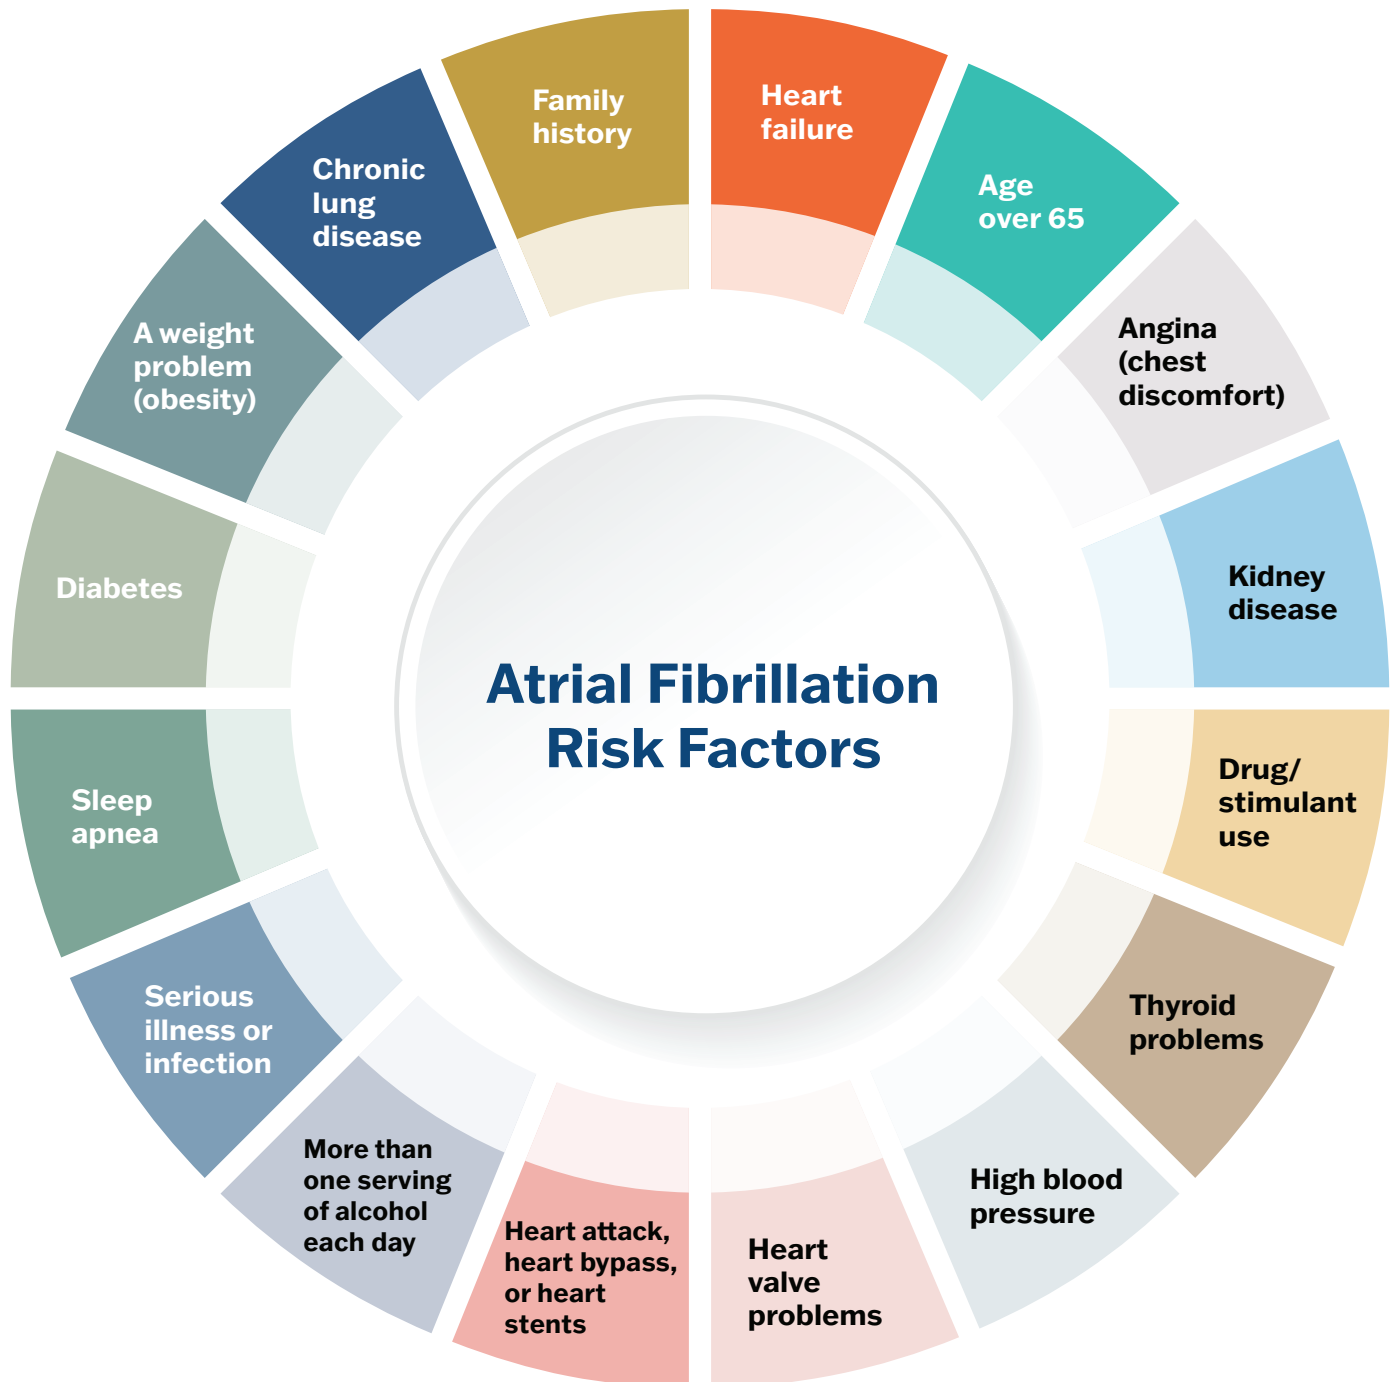 Family
history
Heart
failure
Age
over 65
Angina
(chest
discomfort)
Kidney
disease
Drug/
stimulant
use
Thyroid
problems
High blood
pressure
Heart
valve
problems
Heart attack,
heart bypass,
or heart
stents
More than
one serving
of alcohol
each day
Serious
illness or
infection
Sleep
apnea
Diabetes
A weight
problem
(obesity)
Chronic
lung
disease
Atrial Fibrillation
Risk Factors